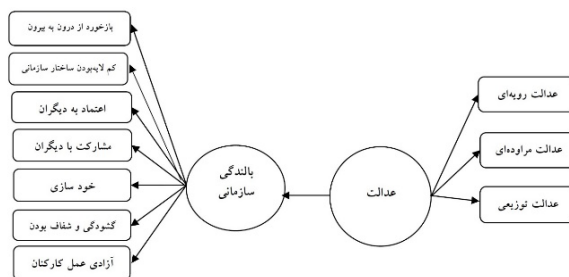 بازخورد از درون به بیرون
کم لایه‌بودن ساختار سازمانی
اعتماد به دیگران
مشارکت با دیگران
خود سازی
گشودگی و شفاف بودن
آزادی عمل کارکنان
بالندگی
سازمانی
عدالت
عدالت رویه‌ای
عدالت مراوده‌ای
عدالت توزیعی